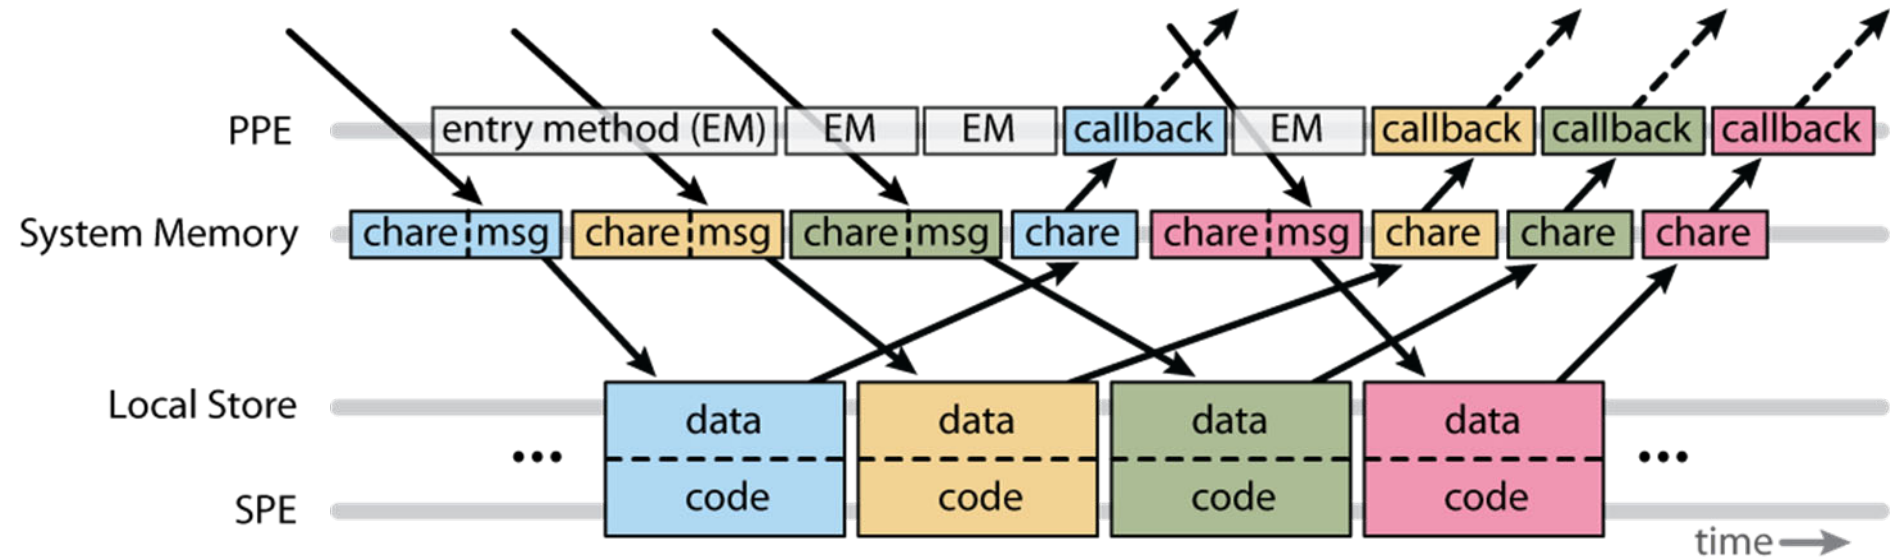 PPE entry method (EM) EM EM callback EM callback callback callback
System Memory chare msg chare msg chare msg chare chare msg chare chare chare
Local Store data data data data
... ...
SPE code code code code
time